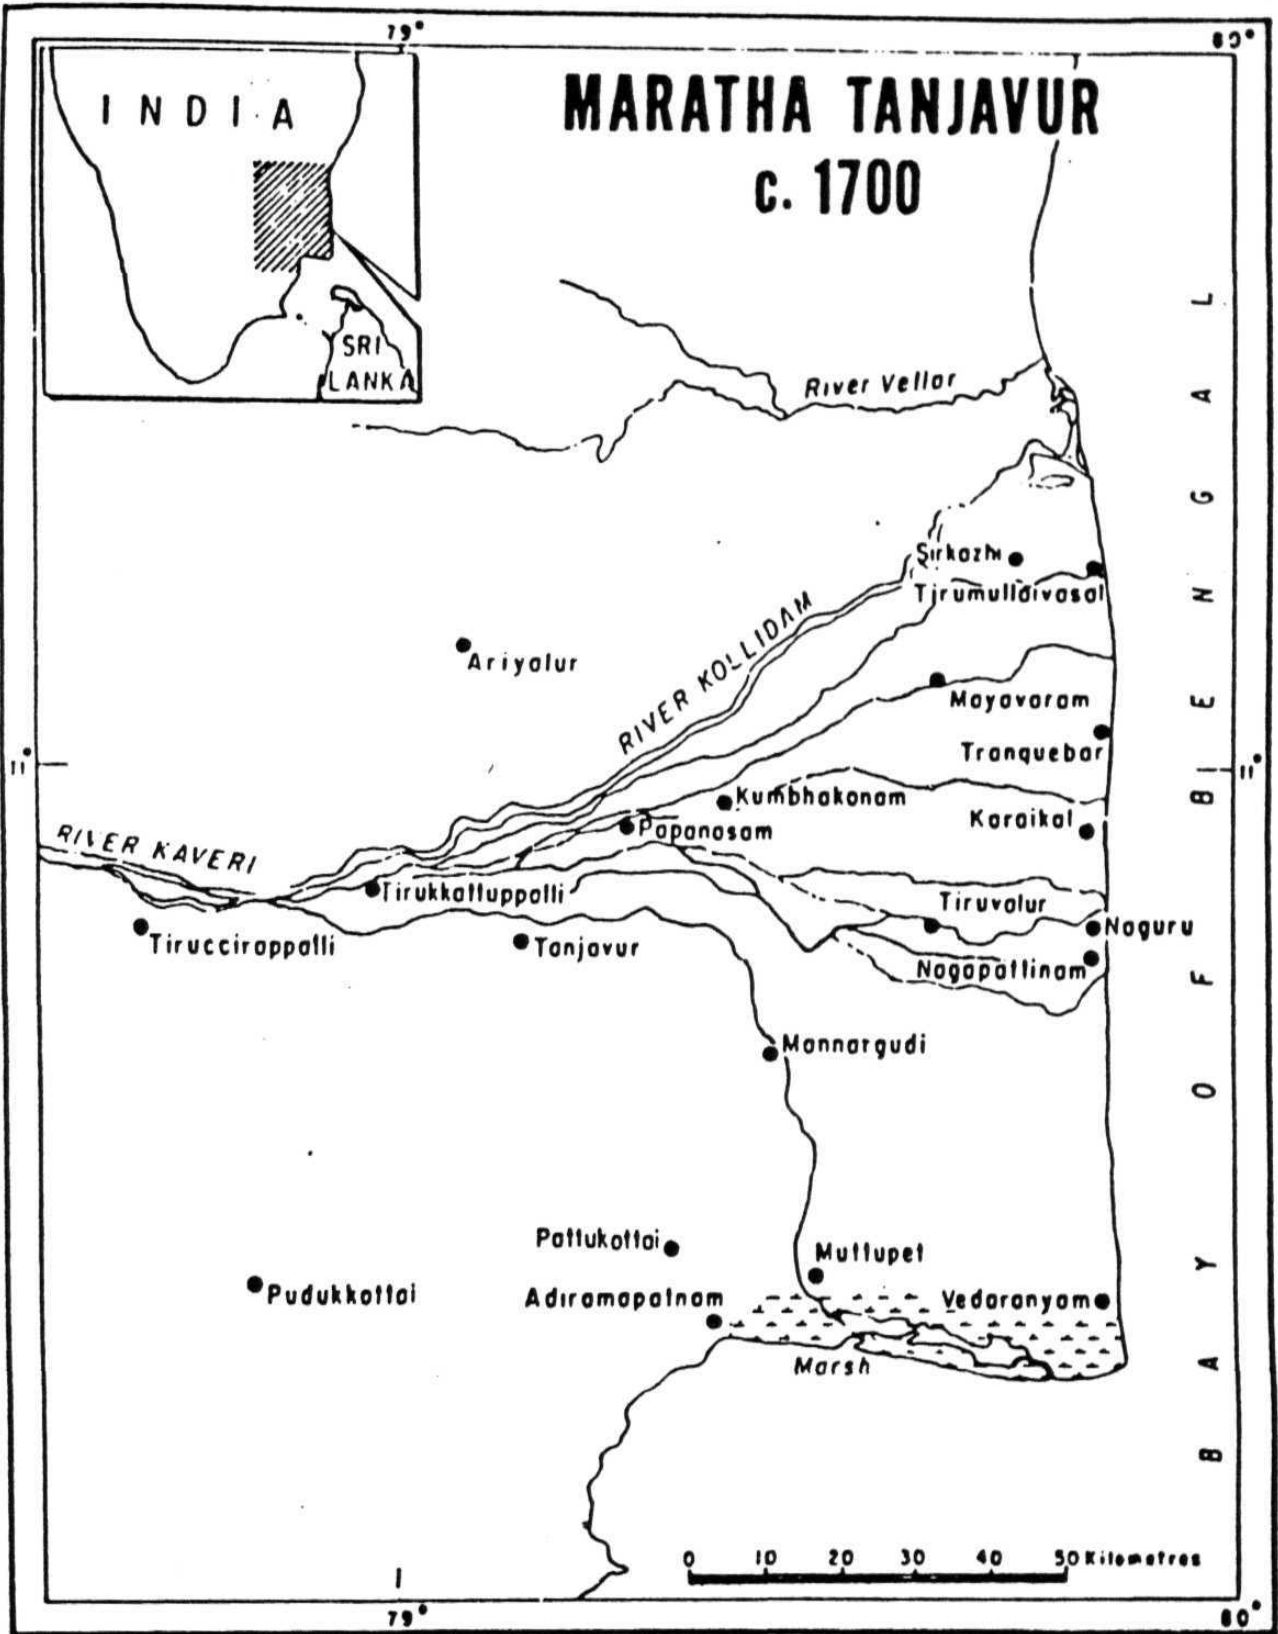 79°
80°
INDIA
MARATHA TANJAVUR
c. 1700
SRI
LANKA
River Vellar
BAY OF BENGAL
Sirkazhi
Tirumullaivasal
RIVER KOLLIDAM
Ariyalur
Mayavaram
Tranquebar
11°
11°
Kumbhakonam
Karaikal
Papanasam
RIVER KAVERI
Tirukkattuppalli
Tiruvalur
Naguru
Tiruccirappalli
Tanjavur
Nagapattinam
Mannargudi
Pattukottai
Muttupet
Pudukkottai
Adiramapatnam
Vedaranyam
Marsh
0 10 20 30 40 50 Kilometres
79°
80°